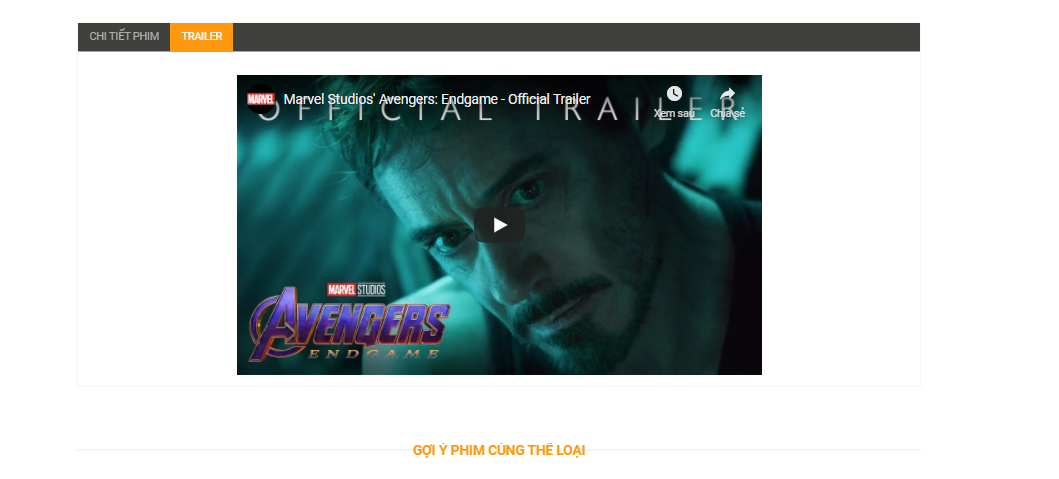 CHI TIẾT PHIM TRAILER
MARVEL Marvel Studios' Avengers: Endgame - Official Trailer
OFFICIAL TRAILER
Xem sau Chia sẻ
MARVEL STUDIOS
AVENGERS
ENDGAME
GỢI Ý PHIM CÙNG THỂ LOẠI